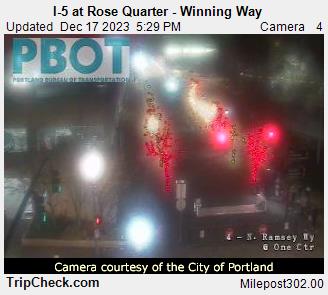 I-5 at Rose Quarter - Winning Way
Updated Dec 17 2023 5:29 PM Camera 4
PBOT
PORTLAND BUREAU OF TRANSPORTATION
4 - N. Ramsey Wy
@ One Ctr
Camera courtesy of the City of Portland
TripCheck.com Milepost302.00